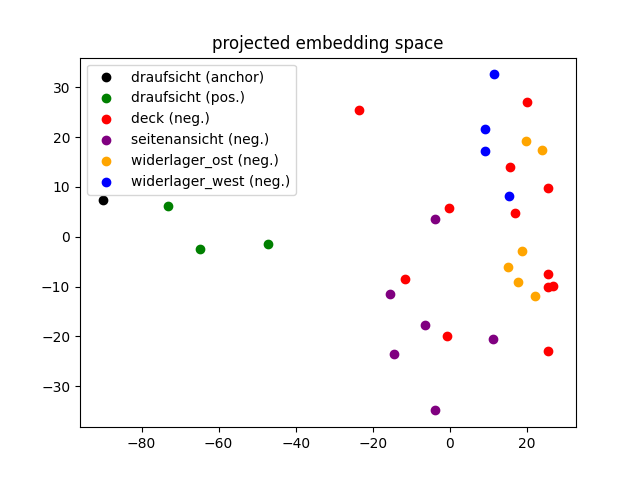 projected embedding space
draufsicht (anchor)
draufsicht (pos.)
deck (neg.)
seitenansicht (neg.)
widerlager_ost (neg.)
widerlager_west (neg.)
30
20
10
0
−10
−20
−30
−80 −60 −40 −20 0 20